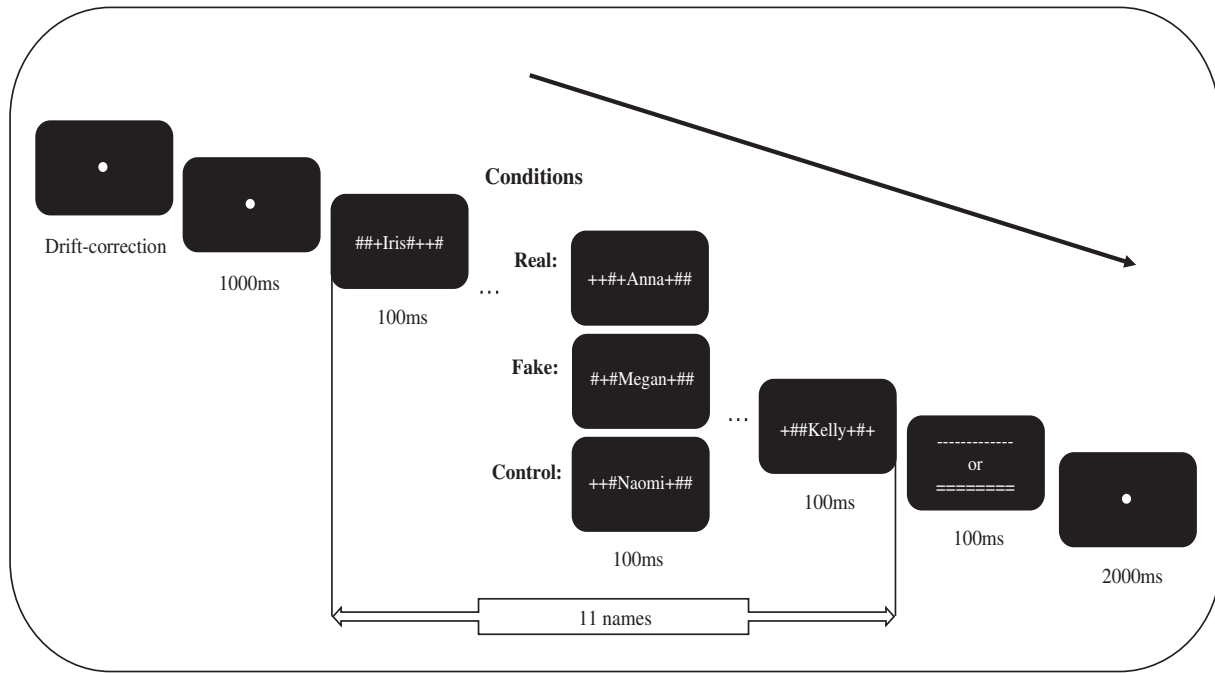 Drift-correction
1000ms
##+Iris#++#
100ms
...
Conditions
Real:
++#+Anna+##
Fake:
#+#Megan+##
Control:
++#Naomi+##
100ms
...
+##Kelly+#+
100ms
-------------
or
========
100ms
2000ms
11 names